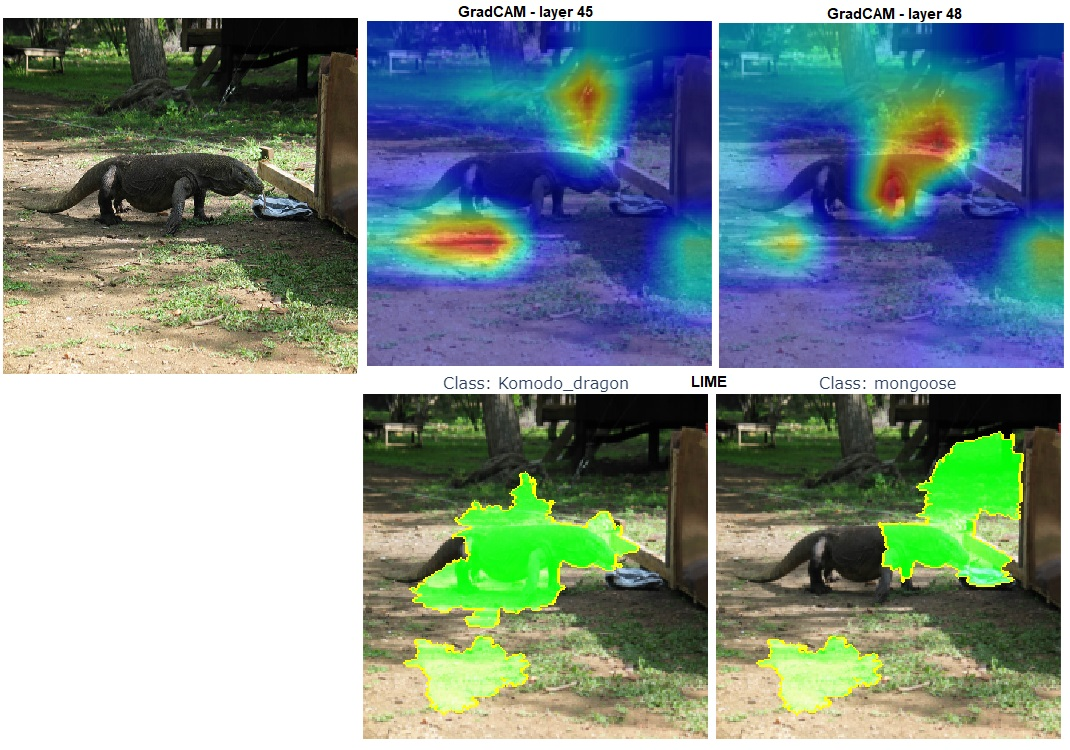 GradCAM - layer 45
GradCAM - layer 48
Class: Komodo_dragon
LIME
Class: mongoose